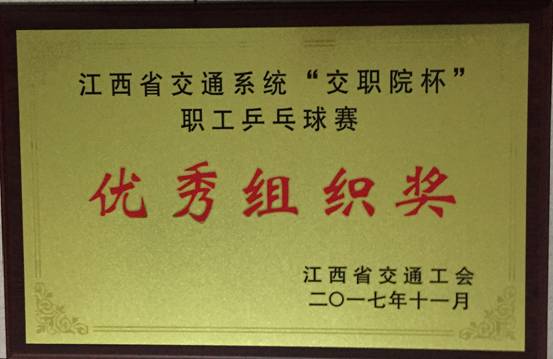 江西省交通系统“交职院杯”
职工乒乓球赛
优秀组织奖
江西省交通工会
二〇一七年十一月